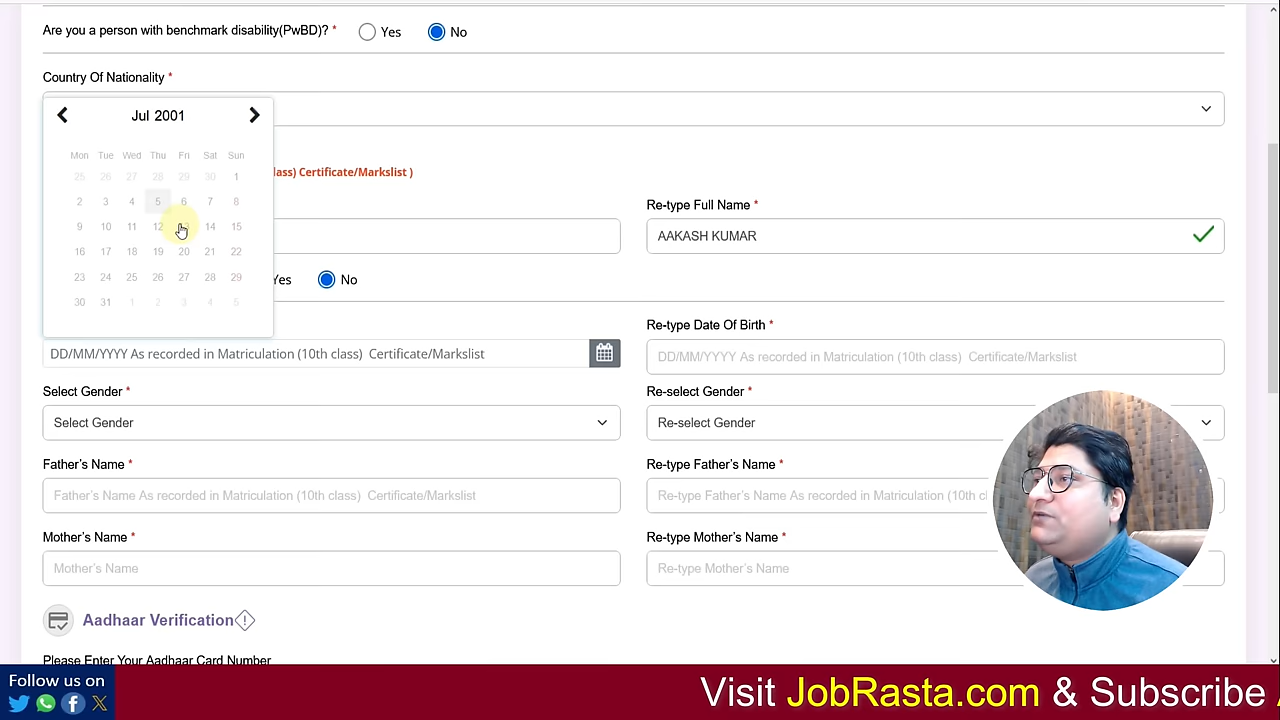 Are you a person with benchmark disability(PwBD)? * Yes No
Country Of Nationality *
Jul 2001
Mon Tue Wed Thu Fri Sat Sun
25 26 27 28 29 30 1
lass) Certificate/Markslist )
2 3 4 5 6 7 8
Re-type Full Name *
9 10 11 12 13 14 15
AAKASH KUMAR
16 17 18 19 20 21 22
23 24 25 26 27 28 29
Yes No
30 31 1 2 3 4 5
Re-type Date Of Birth *
DD/MM/YYYY As recorded in Matriculation (10th class) Certificate/Markslist
DD/MM/YYYY As recorded in Matriculation (10th class) Certificate/Markslist
Select Gender *
Re-select Gender *
Select Gender
Re-select Gender
Father's Name *
Re-type Father's Name *
Father's Name As recorded in Matriculation (10th class) Certificate/Markslist
Re-type Father's Name As recorded in Matriculation (10th c
Mother's Name *
Re-type Mother's Name *
Mother's Name
Re-type Mother's Name
Aadhaar Verification
Please Enter Your Aadhaar Card Number
Follow us on
Visit JobRasta.com & Subscribe